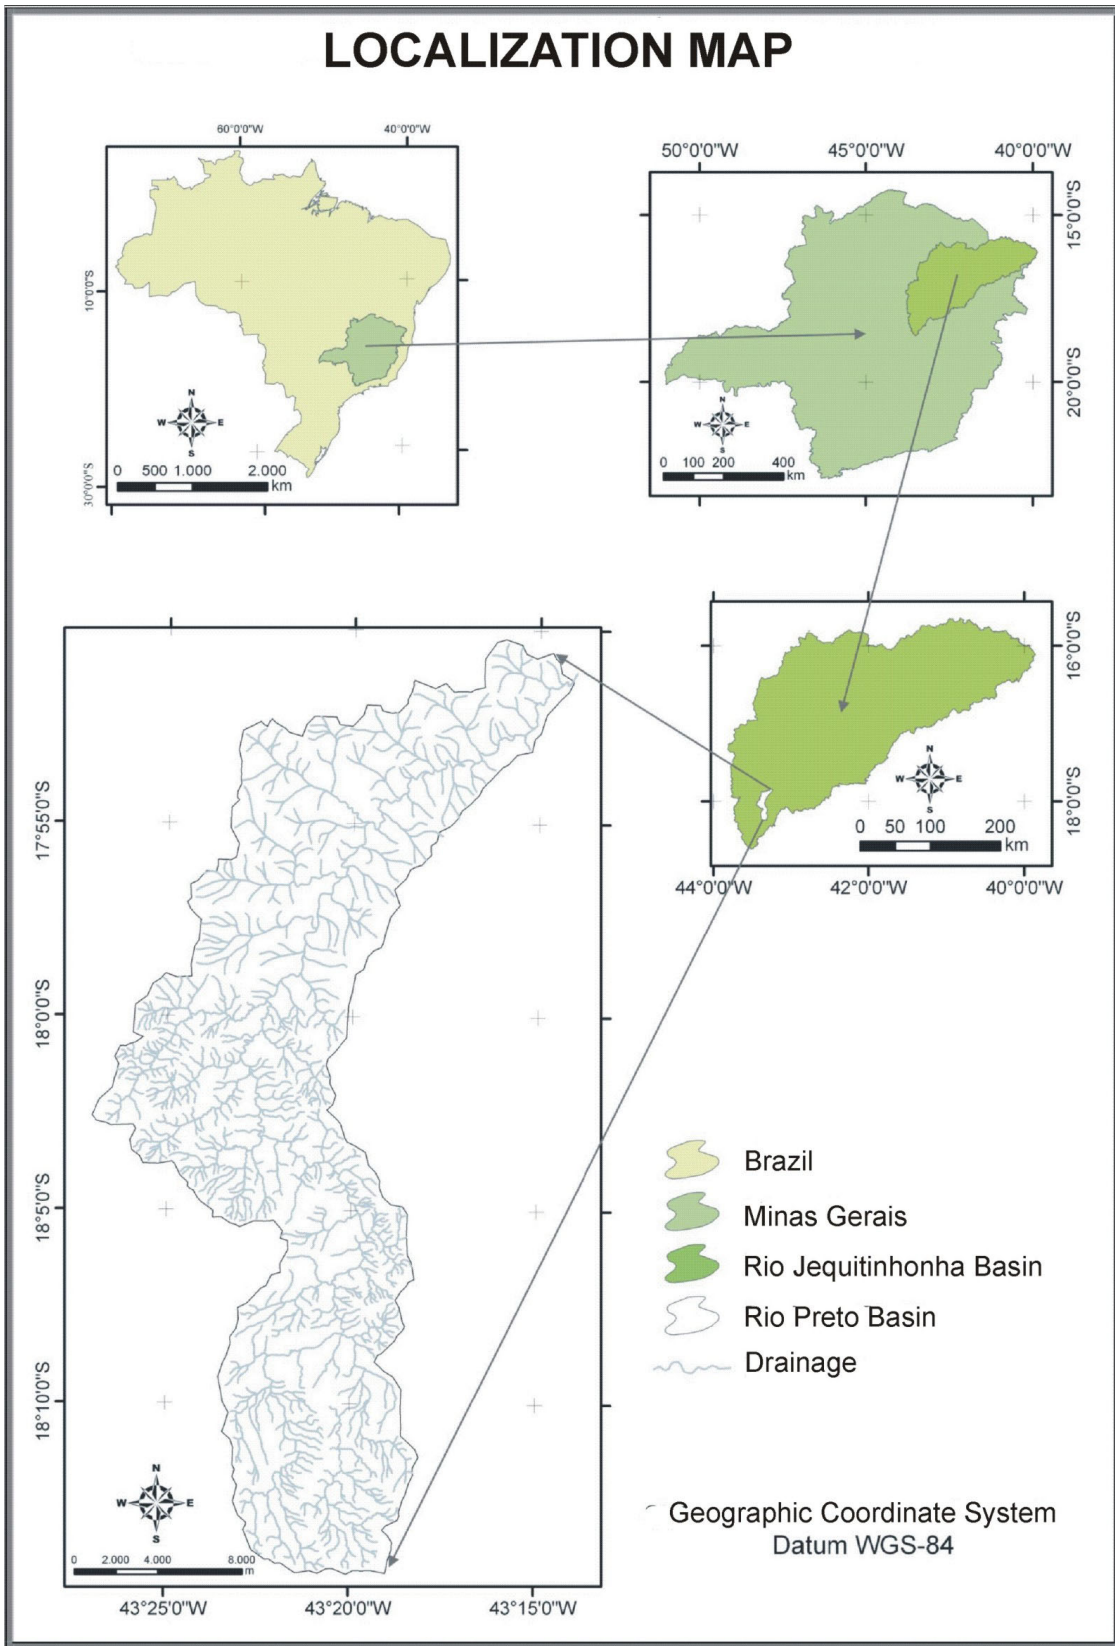 LOCALIZATION MAP
60°0'0"W
40°0'0"W
10°0'0"S
30°0'0"S
N
W
E
S
0 500 1.000 2.000
km
50°0'0"W
45°0'0"W
40°0'0"W
15°0'0"S
20°0'0"S
N
W
E
S
0 100 200 400
km
16°0'0"S
18°0'0"S
N
W
E
S
0 50 100 200
km
44°0'0"W
42°0'0"W
40°0'0"W
17°55'0"S
18°0'0"S
18°5'0"S
18°10'0"S
N
W
E
S
0 2.000 4.000 8.000
m
43°25'0"W
43°20'0"W
43°15'0"W
Brazil
Minas Gerais
Rio Jequitinhonha Basin
Rio Preto Basin
Drainage
Geographic Coordinate System
Datum WGS-84